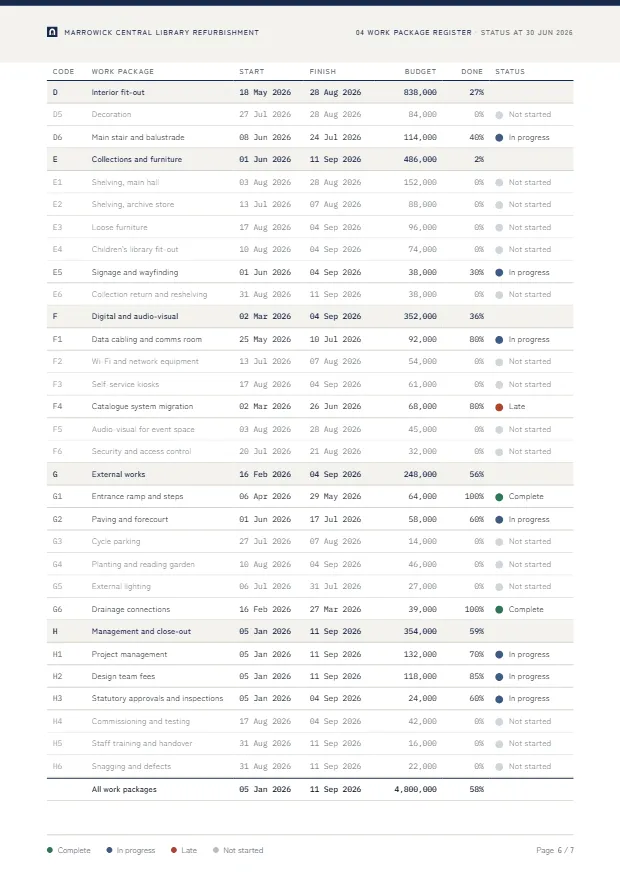 MARROWICK CENTRAL LIBRARY REFURBISHMENT 04 WORK PACKAGE REGISTER · STATUS AT 30 JUN 2026
CODE WORK PACKAGE START FINISH BUDGET DONE STATUS
D Interior fit-out 18 May 2026 28 Aug 2026 838,000 27%
D5 Decoration 27 Jul 2026 28 Aug 2026 84,000 0% Not started
D6 Main stair and balustrade 08 Jun 2026 24 Jul 2026 114,000 40% In progress
E Collections and furniture 01 Jun 2026 11 Sep 2026 486,000 2%
E1 Shelving, main hall 03 Aug 2026 28 Aug 2026 152,000 0% Not started
E2 Shelving, archive store 13 Jul 2026 07 Aug 2026 88,000 0% Not started
E3 Loose furniture 17 Aug 2026 04 Sep 2026 96,000 0% Not started
E4 Children's library fit-out 10 Aug 2026 04 Sep 2026 74,000 0% Not started
E5 Signage and wayfinding 01 Jun 2026 04 Sep 2026 38,000 30% In progress
E6 Collection return and reshelving 31 Aug 2026 11 Sep 2026 38,000 0% Not started
F Digital and audio-visual 02 Mar 2026 04 Sep 2026 352,000 36%
F1 Data cabling and comms room 25 May 2026 10 Jul 2026 92,000 80% In progress
F2 Wi-Fi and network equipment 13 Jul 2026 07 Aug 2026 54,000 0% Not started
F3 Self-service kiosks 17 Aug 2026 04 Sep 2026 61,000 0% Not started
F4 Catalogue system migration 02 Mar 2026 26 Jun 2026 68,000 80% Late
F5 Audio-visual for event space 03 Aug 2026 28 Aug 2026 45,000 0% Not started
F6 Security and access control 20 Jul 2026 21 Aug 2026 32,000 0% Not started
G External works 16 Feb 2026 04 Sep 2026 248,000 56%
G1 Entrance ramp and steps 06 Apr 2026 29 May 2026 64,000 100% Complete
G2 Paving and forecourt 01 Jun 2026 17 Jul 2026 58,000 60% In progress
G3 Cycle parking 27 Jul 2026 07 Aug 2026 14,000 0% Not started
G4 Planting and reading garden 10 Aug 2026 04 Sep 2026 46,000 0% Not started
G5 External lighting 06 Jul 2026 31 Jul 2026 27,000 0% Not started
G6 Drainage connections 16 Feb 2026 27 Mar 2026 39,000 100% Complete
H Management and close-out 05 Jan 2026 11 Sep 2026 354,000 59%
H1 Project management 05 Jan 2026 11 Sep 2026 132,000 70% In progress
H2 Design team fees 05 Jan 2026 11 Sep 2026 118,000 85% In progress
H3 Statutory approvals and inspections 05 Jan 2026 04 Sep 2026 24,000 60% In progress
H4 Commissioning and testing 17 Aug 2026 04 Sep 2026 42,000 0% Not started
H5 Staff training and handover 31 Aug 2026 11 Sep 2026 16,000 0% Not started
H6 Snagging and defects 31 Aug 2026 11 Sep 2026 22,000 0% Not started
All work packages 05 Jan 2026 11 Sep 2026 4,800,000 58%
Complete In progress Late Not started Page 6 / 7